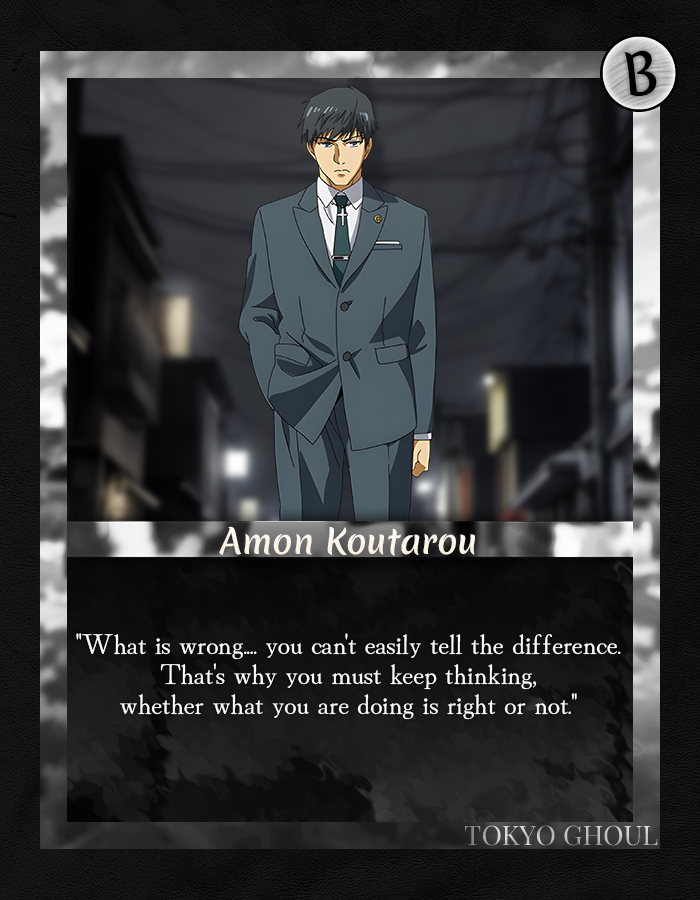 B
Amon Koutarou
"What is wrong.... you can't easily tell the difference.
That's why you must keep thinking,
whether what you are doing is right or not."
TOKYO GHOUL